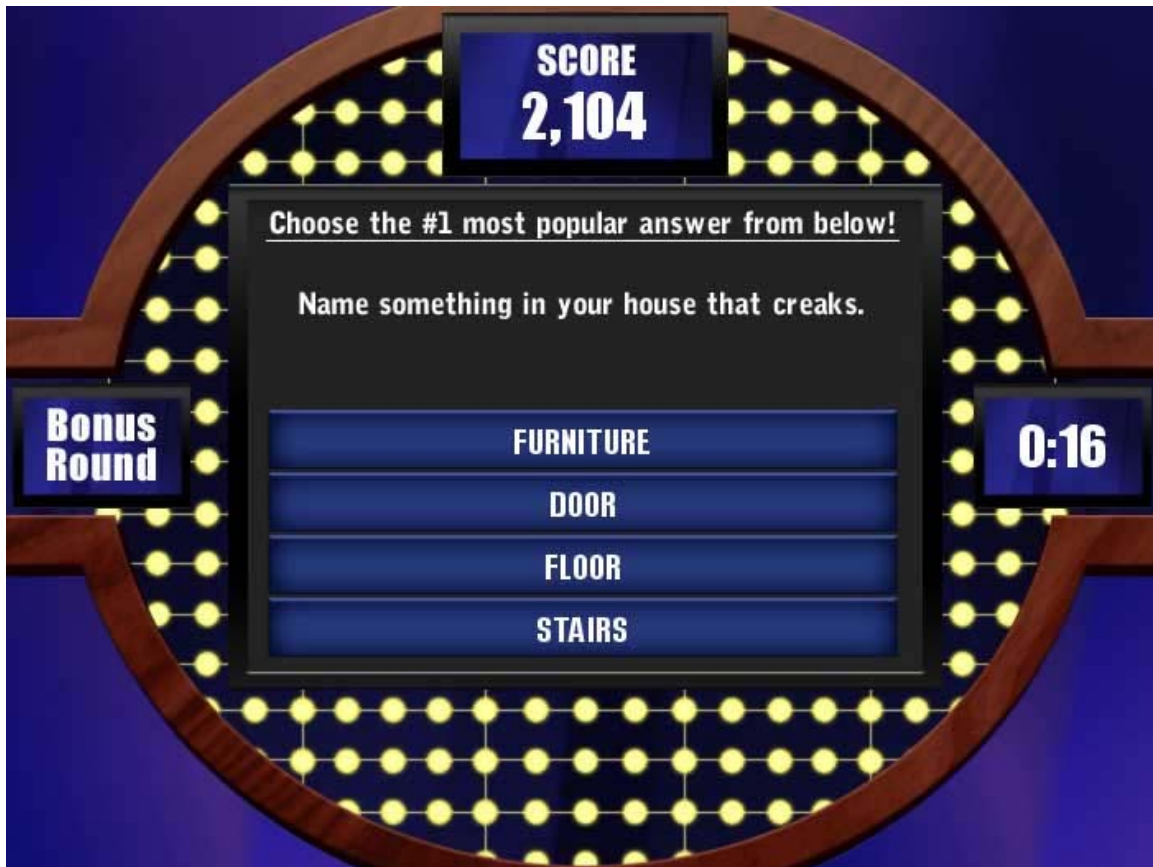 SCORE
2,104
Choose the #1 most popular answer from below!
Name something in your house that creaks.
Bonus
Round
0:16
FURNITURE
DOOR
FLOOR
STAIRS